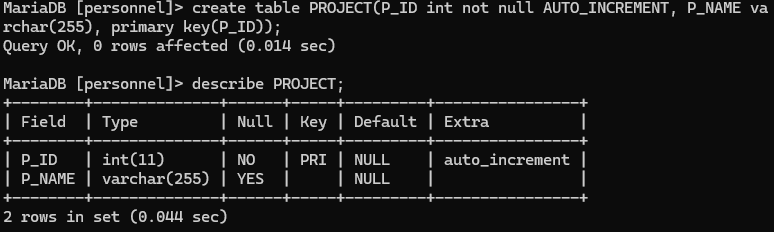 MariaDB [personnel]> create table PROJECT(P_ID int not null AUTO_INCREMENT, P_NAME va
rchar(255), primary key(P_ID));
Query OK, 0 rows affected (0.014 sec)

MariaDB [personnel]> describe PROJECT;
+--------+--------------+------+-----+---------+----------------+
| Field  | Type         | Null | Key | Default | Extra          |
+--------+--------------+------+-----+---------+----------------+
| P_ID   | int(11)      | NO   | PRI | NULL    | auto_increment |
| P_NAME | varchar(255) | YES  |     | NULL    |                |
+--------+--------------+------+-----+---------+----------------+
2 rows in set (0.044 sec)